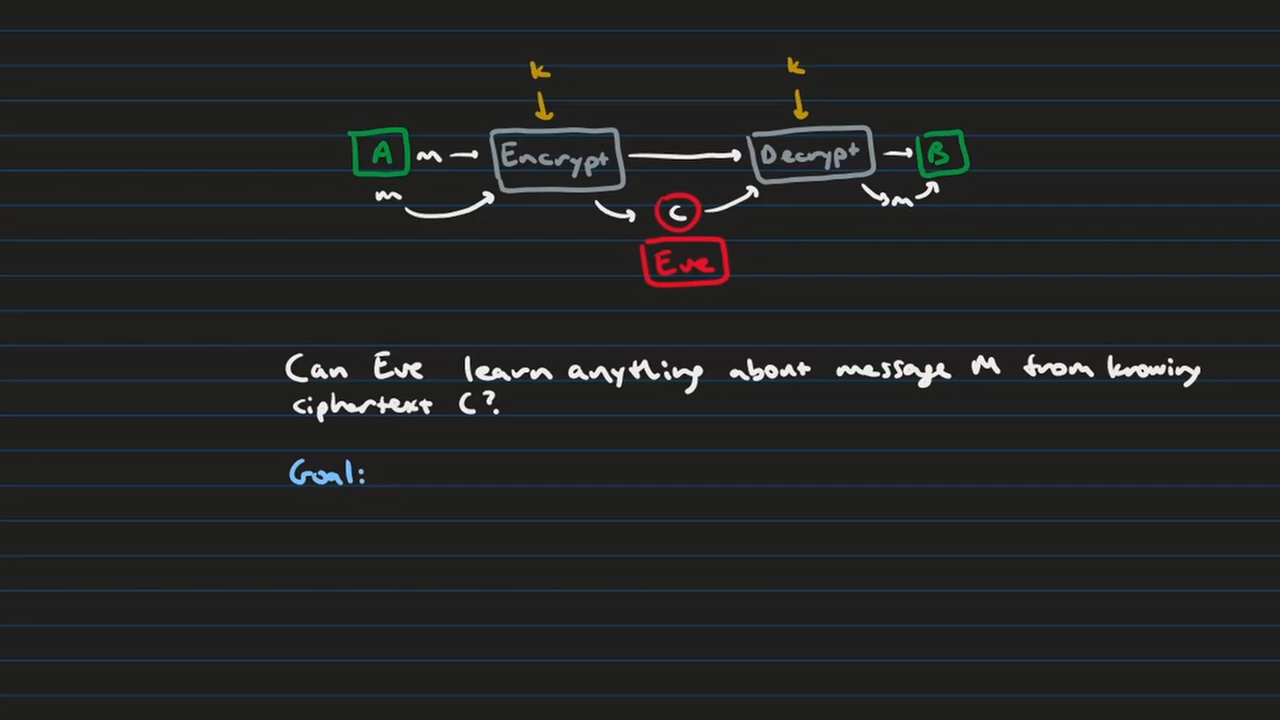 k k
A m Encrypt Decrypt B
m c m
Eve
Can Eve learn anything about message M from knowing
ciphertext C?
Goal: